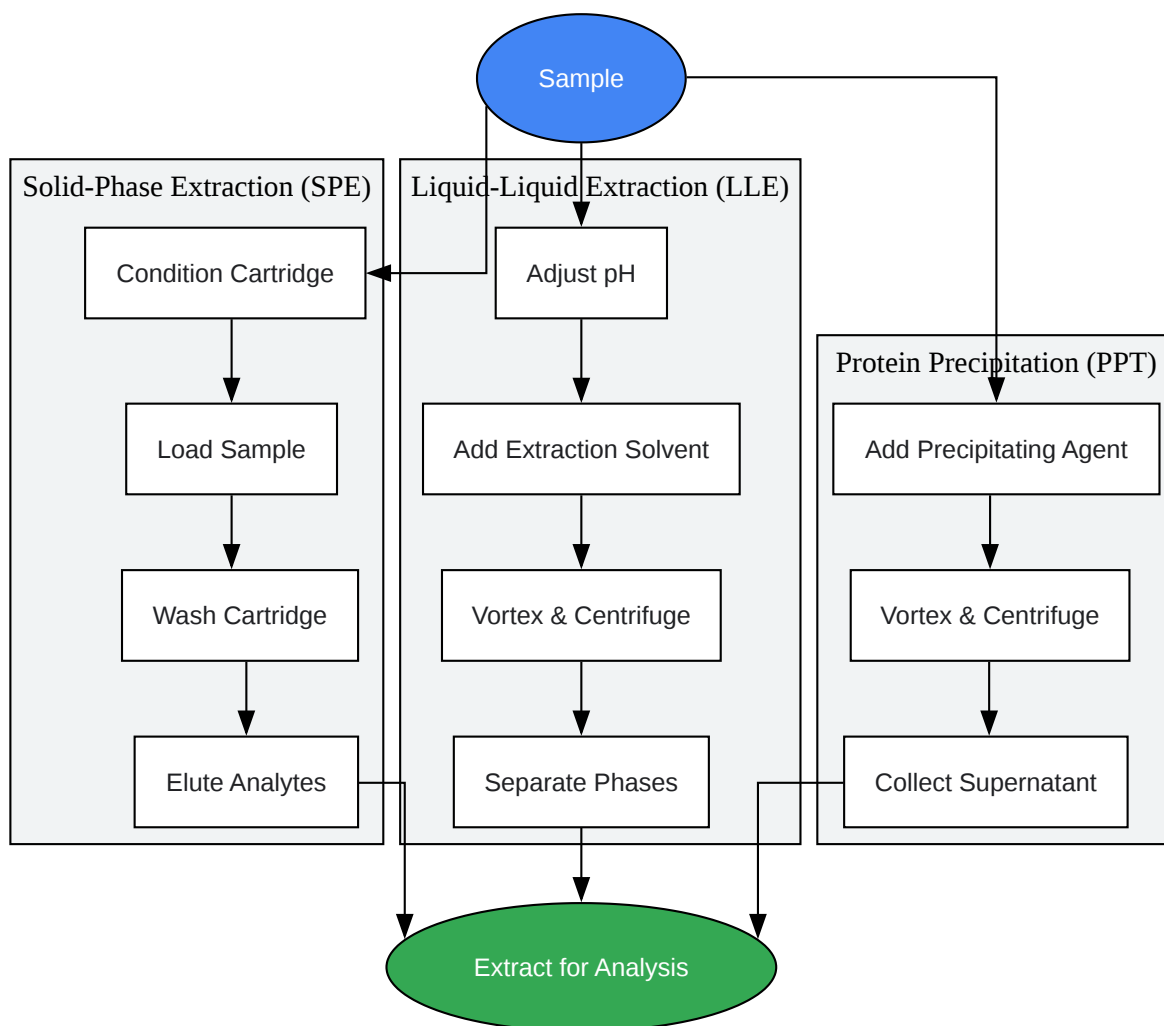 Sample
Solid-Phase Extraction (SPE)
Condition Cartridge
Load Sample
Wash Cartridge
Elute Analytes
Liquid-Liquid Extraction (LLE)
Adjust pH
Add Extraction Solvent
Vortex & Centrifuge
Separate Phases
Protein Precipitation (PPT)
Add Precipitating Agent
Vortex & Centrifuge
Collect Supernatant
Extract for Analysis